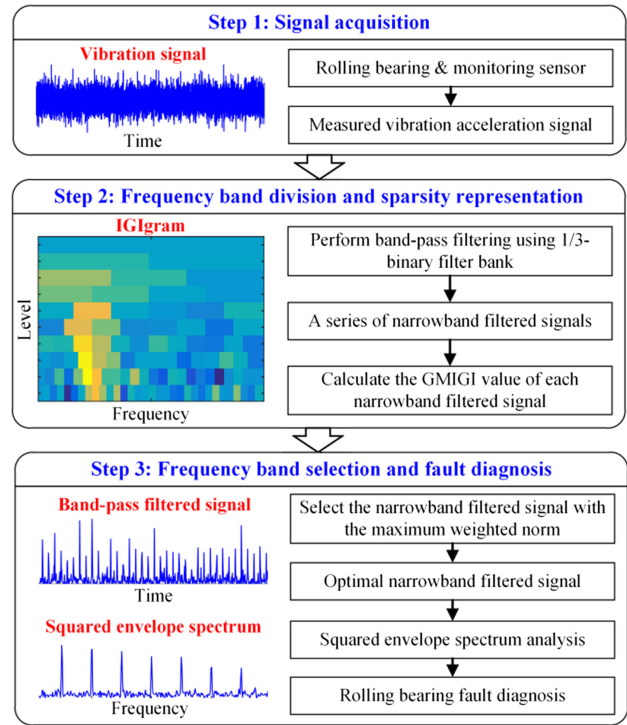 Step 1: Signal acquisition
Vibration signal
Time
Rolling bearing & monitoring sensor
Measured vibration acceleration signal
Step 2: Frequency band division and sparsity representation
IGIgram
Level
Frequency
Perform band-pass filtering using 1/3-
binary filter bank
A series of narrowband filtered signals
Calculate the GMIGI value of each
narrowband filtered signal
Step 3: Frequency band selection and fault diagnosis
Band-pass filtered signal
Time
Squared envelope spectrum
Frequency
Select the narrowband filtered signal with
the maximum weighted norm
Optimal narrowband filtered signal
Squared envelope spectrum analysis
Rolling bearing fault diagnosis